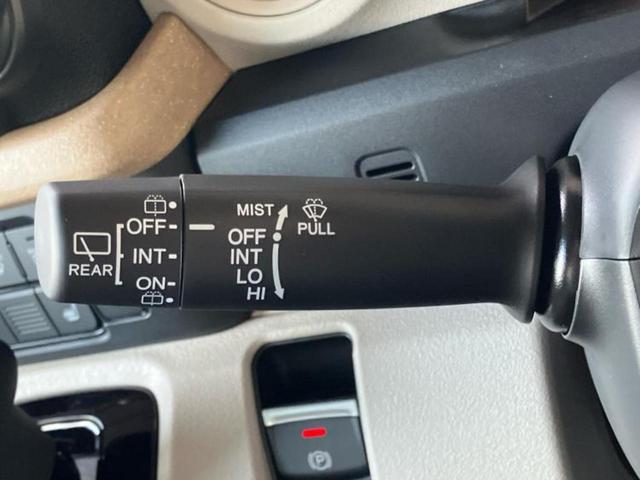 OFF
INT
ON
REAR
MIST
OFF
INT
LO
HI
PULL
P